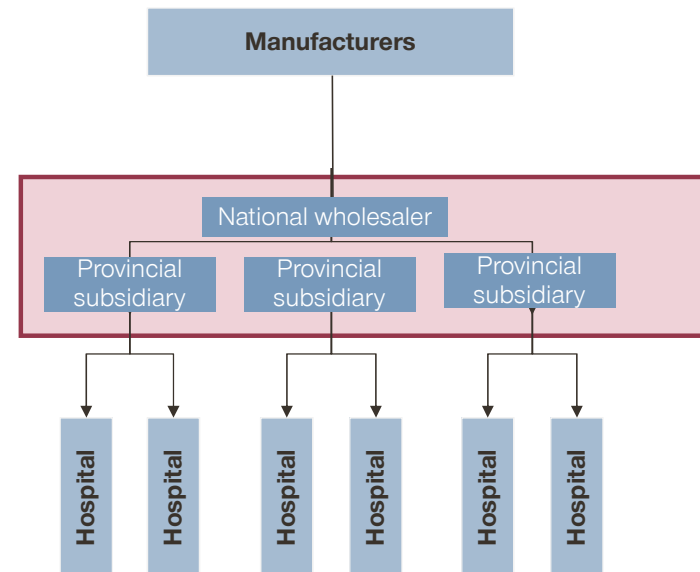 Manufacturers
National wholesaler
Provincial
subsidiary
Provincial
subsidiary
Provincial
subsidiary
Hospital
Hospital
Hospital
Hospital
Hospital
Hospital